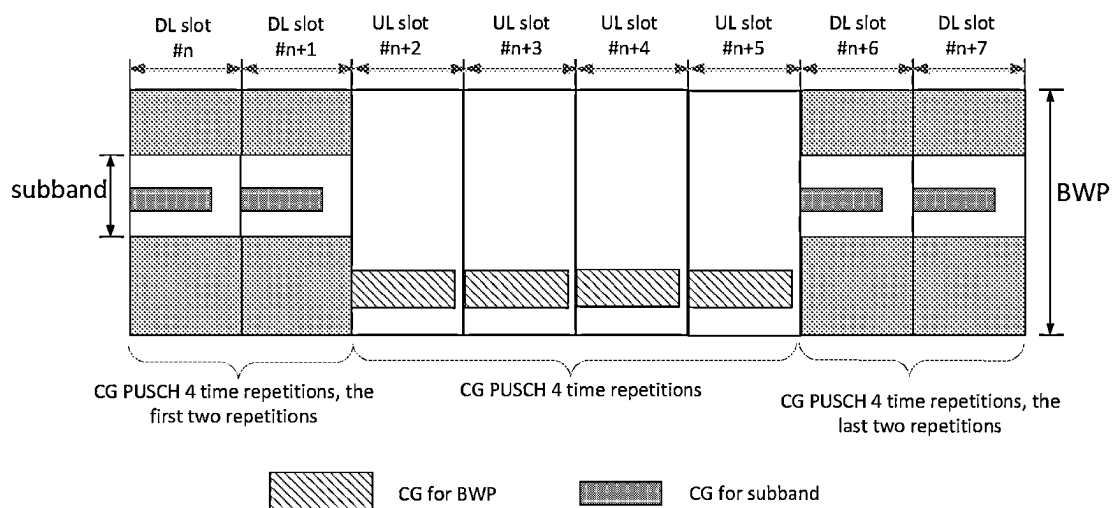 DL slot DL slot UL slot UL slot UL slot UL slot DL slot DL slot
#n #n+1 #n+2 #n+3 #n+4 #n+5 #n+6 #n+7
subband
BWP
CG PUSCH 4 time repetitions, the
first two repetitions
CG PUSCH 4 time repetitions
CG PUSCH 4 time repetitions, the
last two repetitions
CG for BWP
CG for subband